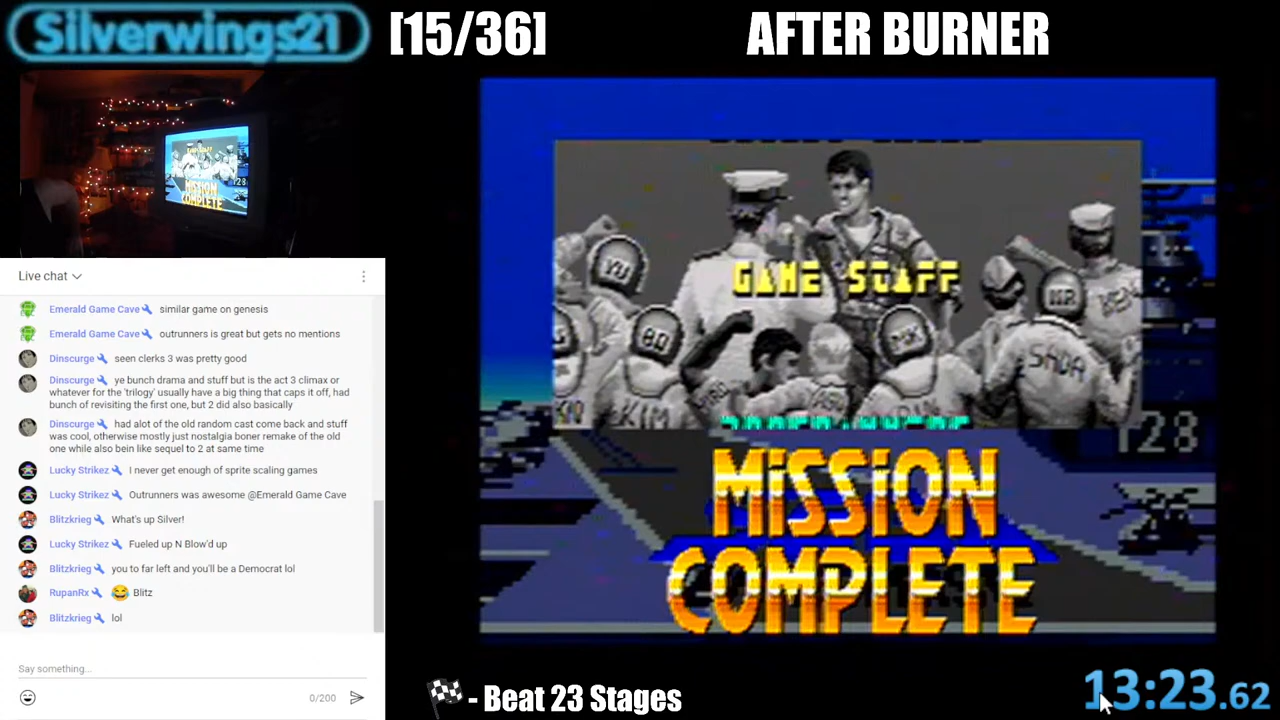 Silverwings21
[15/36]
AFTER BURNER
Live chat
Emerald Game Cave similar game on genesis
Emerald Game Cave outrunners is great but gets no mentions
Dinscurge seen clerks 3 was pretty good
Dinscurge ye bunch drama and stuff but is the act 3 climax or
whatever for the 'trilogy' usually have a big thing that caps it off, had
bunch of revisiting the first one, but 2 did also basically
Dinscurge had alot of the old random cast come back and stuff
was cool, otherwise mostly just nostalgia boner remake of the old
one while also bein like sequel to 2 at same time
Lucky Strikez I never get enough of sprite scaling games
Lucky Strikez Outrunners was awesome @Emerald Game Cave
Blitzkrieg What's up Silver!
Lucky Strikez Fueled up N Blow'd up
Blitzkrieg you to far left and you'll be a Democrat lol
RupanRx 😂 Blitz
Blitzkrieg lol
Say something...
0/200
GAME STAFF
YU
MR
SHOA
128
MISSION
COMPLETE
- Beat 23 Stages
13:23.62